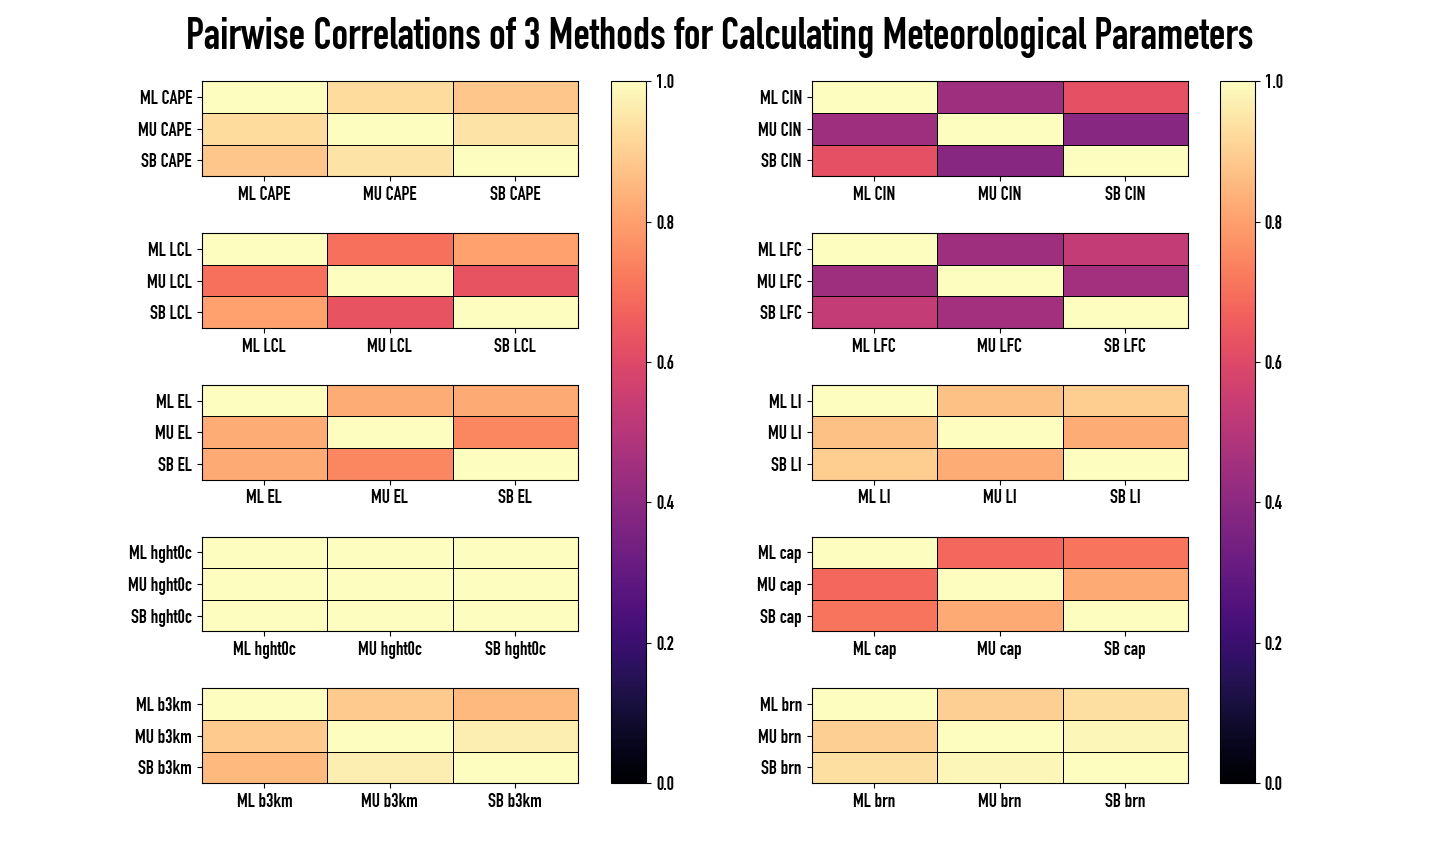 Pairwise Correlations of 3 Methods for Calculating Meteorological Parameters
ML CAPE
MU CAPE
SB CAPE
ML CAPE MU CAPE SB CAPE
ML LCL
MU LCL
SB LCL
ML LCL MU LCL SB LCL
ML EL
MU EL
SB EL
ML EL MU EL SB EL
ML hght0c
MU hght0c
SB hght0c
ML hght0c MU hght0c SB hght0c
ML b3km
MU b3km
SB b3km
ML b3km MU b3km SB b3km
1.0
0.8
0.6
0.4
0.2
0.0
ML CIN
MU CIN
SB CIN
ML CIN MU CIN SB CIN
ML LFC
MU LFC
SB LFC
ML LFC MU LFC SB LFC
ML LI
MU LI
SB LI
ML LI MU LI SB LI
ML cap
MU cap
SB cap
ML cap MU cap SB cap
ML brn
MU brn
SB brn
ML brn MU brn SB brn
1.0
0.8
0.6
0.4
0.2
0.0